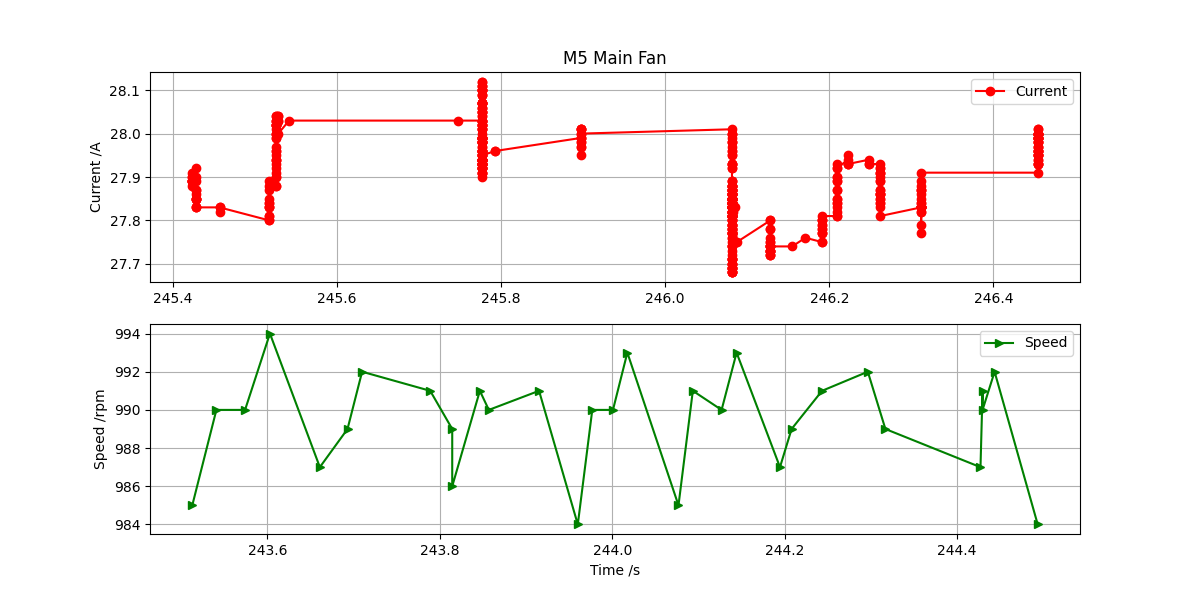 M5 Main Fan
Current /A
28.1
28.0
27.9
27.8
27.7
Current
245.4 245.6 245.8 246.0 246.2 246.4
Speed /rpm
994
992
990
988
986
984
Speed
243.6 243.8 244.0 244.2 244.4
Time /s